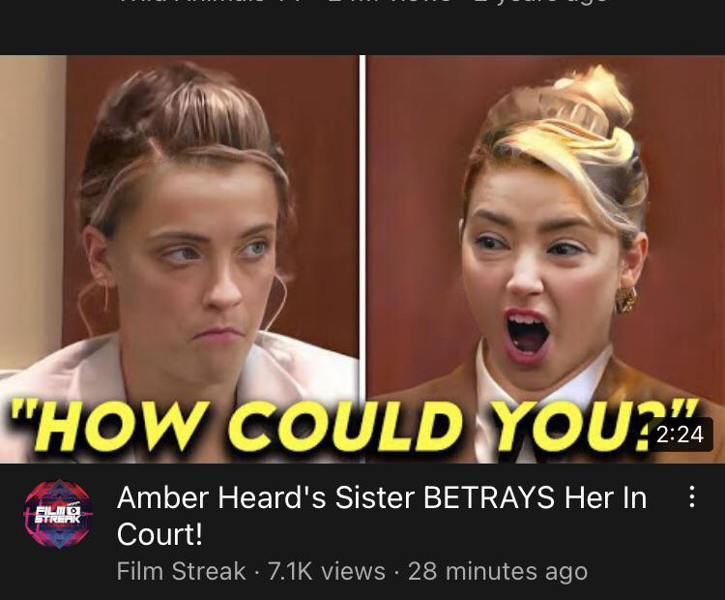 "HOW COULD YOU?"
2:24
FILM
STREAK
Amber Heard's Sister BETRAYS Her In
Court!
Film Streak · 7.1K views · 28 minutes ago